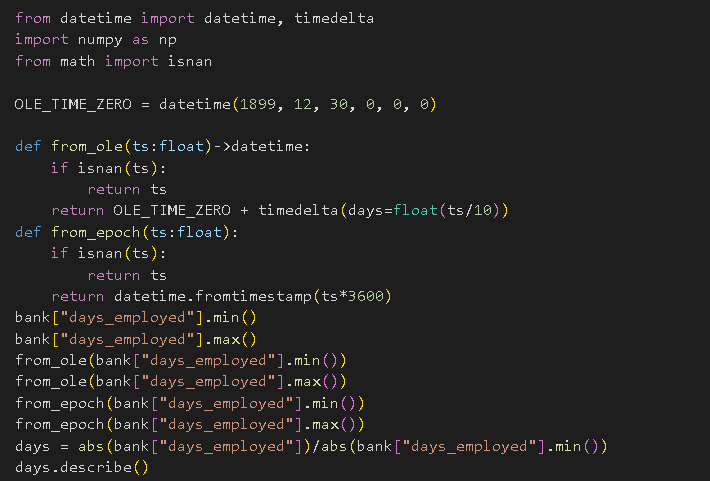 from datetime import datetime, timedelta
import numpy as np
from math import isnan

OLE_TIME_ZERO = datetime(1899, 12, 30, 0, 0, 0)

def from_ole(ts:float)->datetime:
    if isnan(ts):
        return ts
    return OLE_TIME_ZERO + timedelta(days=float(ts/10))
def from_epoch(ts:float):
    if isnan(ts):
        return ts
    return datetime.fromtimestamp(ts*3600)
bank["days_employed"].min()
bank["days_employed"].max()
from_ole(bank["days_employed"].min())
from_ole(bank["days_employed"].max())
from_epoch(bank["days_employed"].min())
from_epoch(bank["days_employed"].max())
days = abs(bank["days_employed"])/abs(bank["days_employed"].min())
days.describe()